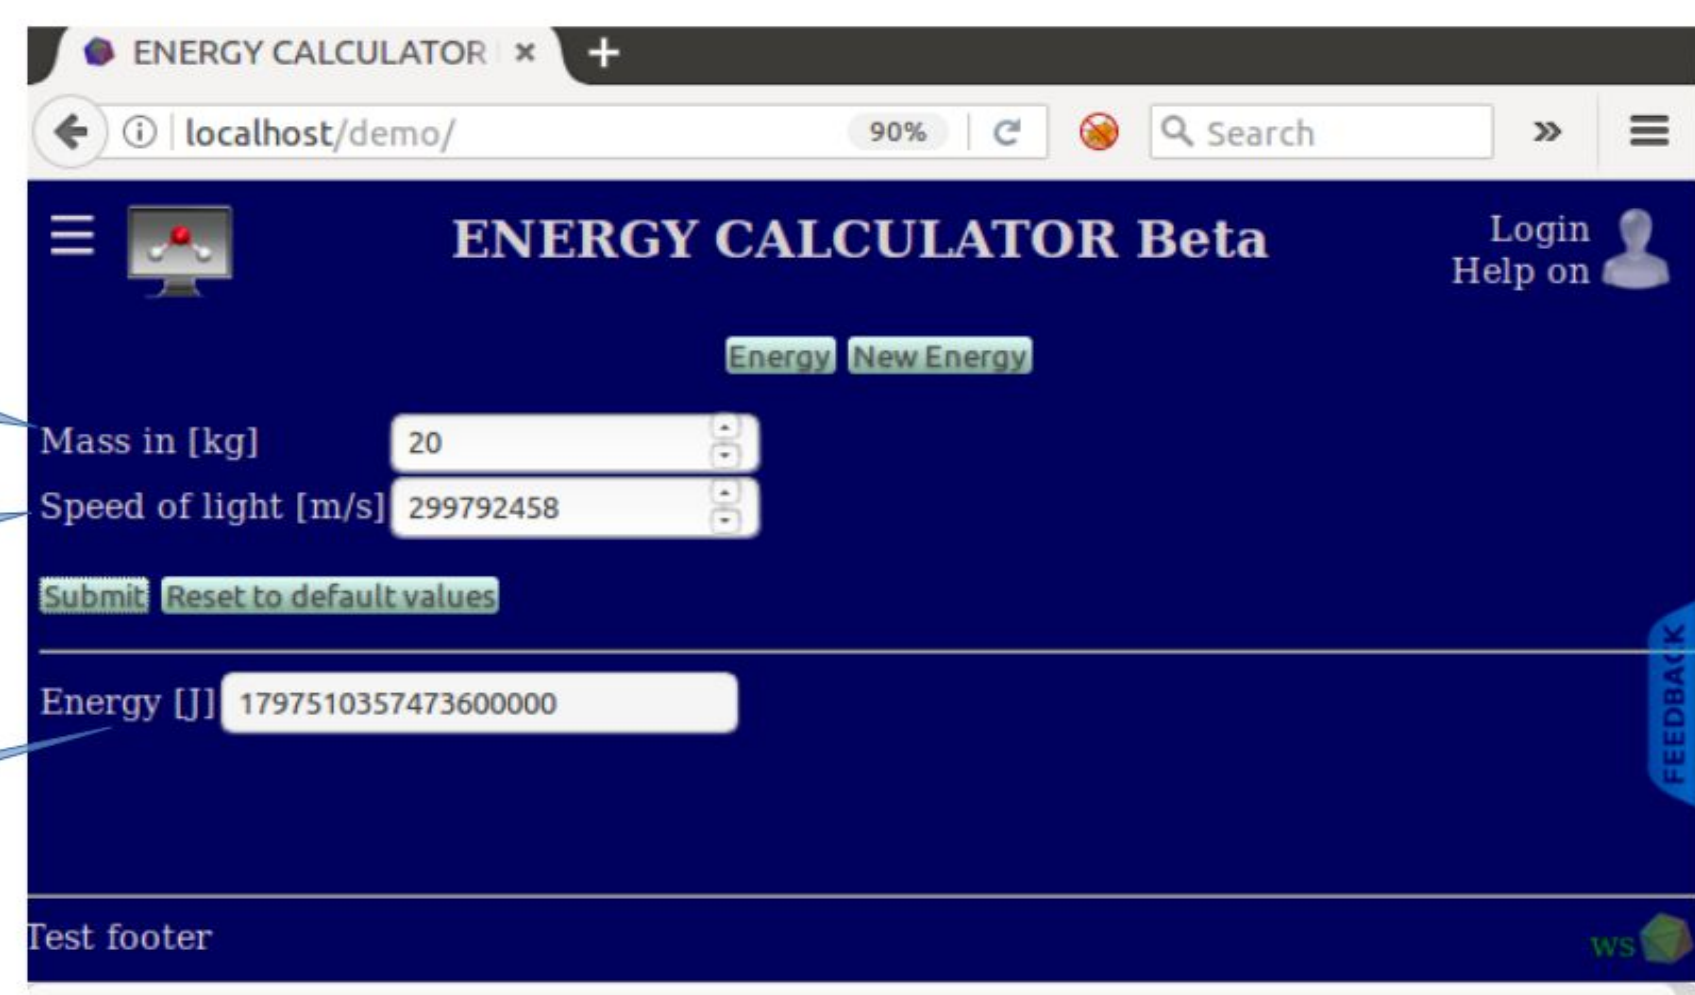 ENERGY CALCULATOR
localhost/demo/ 90% Search »
ENERGY CALCULATOR Beta
Login
Help on
Energy New Energy
Mass in [kg] 20
Speed of light [m/s] 299792458
Submit Reset to default values
Energy [J] 1797510357473600000
FEEDBACK
Test footer
ws